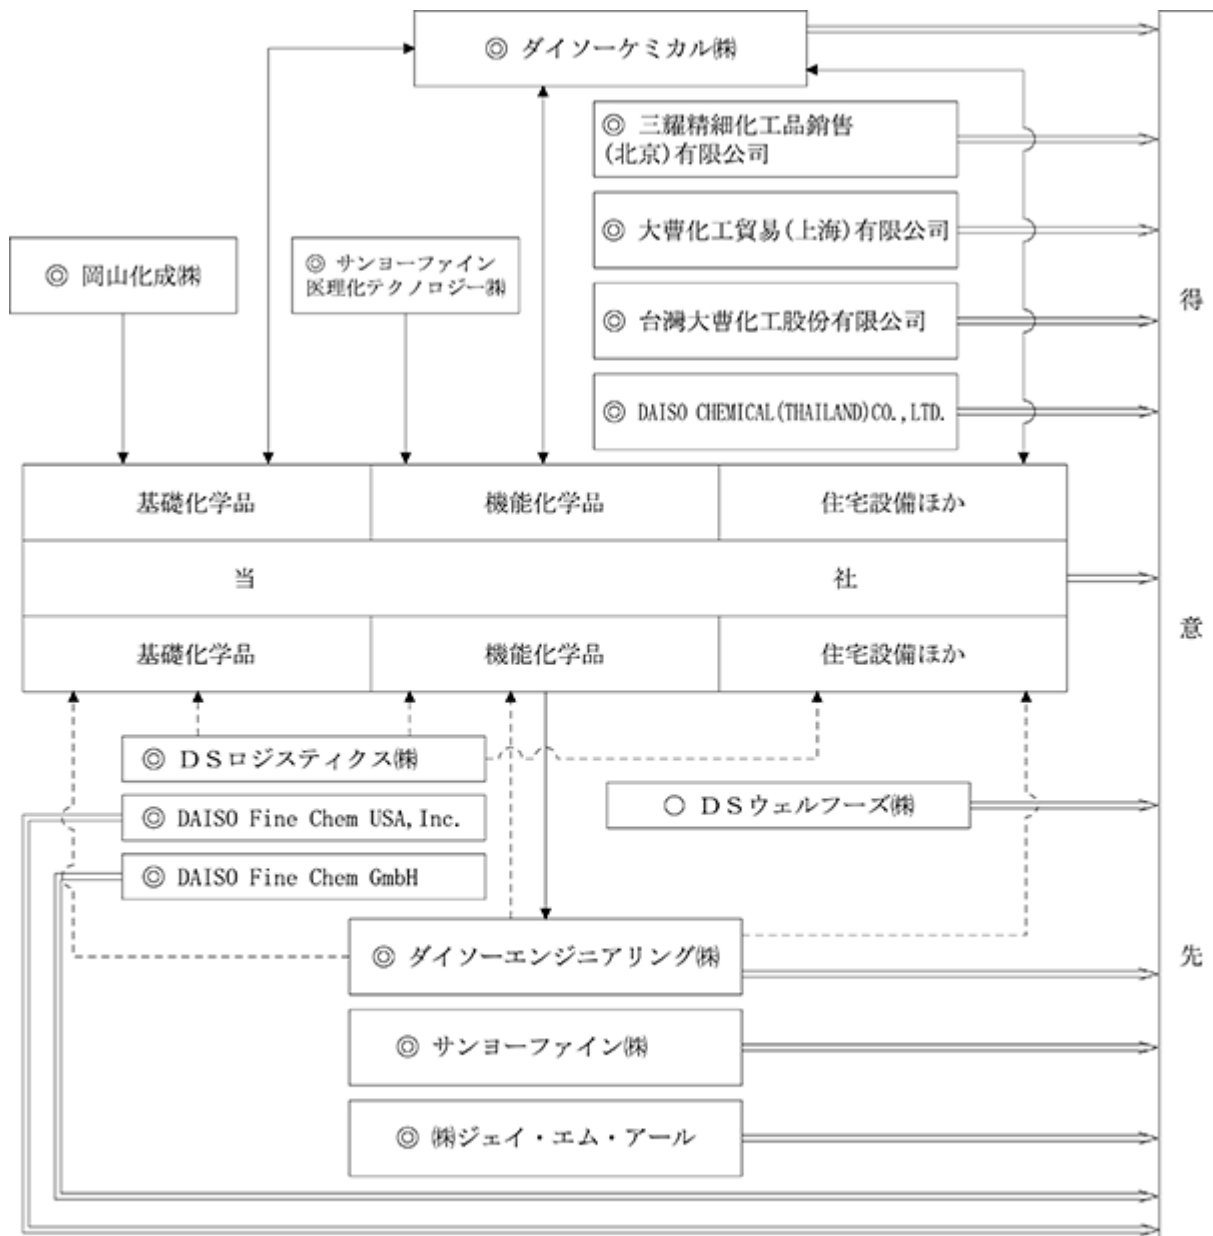 ◎ ダイソーケミカル㈱
◎ 三耀精細化工品銷售
(北京)有限公司
◎ 大曹化工貿易(上海)有限公司
◎ 岡山化成㈱
◎ サンヨーファイン
医理化テクノロジー㈱
◎ 台灣大曹化工股份有限公司
◎ DAISO CHEMICAL(THAILAND)CO.,LTD.
基礎化学品
機能化学品
住宅設備ほか
当 社
基礎化学品
機能化学品
住宅設備ほか
◎ DSロジスティクス㈱
◎ DAISO Fine Chem USA,Inc.
◎ DAISO Fine Chem GmbH
○ DSウェルフーズ㈱
◎ ダイソーエンジニアリング㈱
◎ サンヨーファイン㈱
◎ ㈱ジェイ・エム・アール
得
意
先